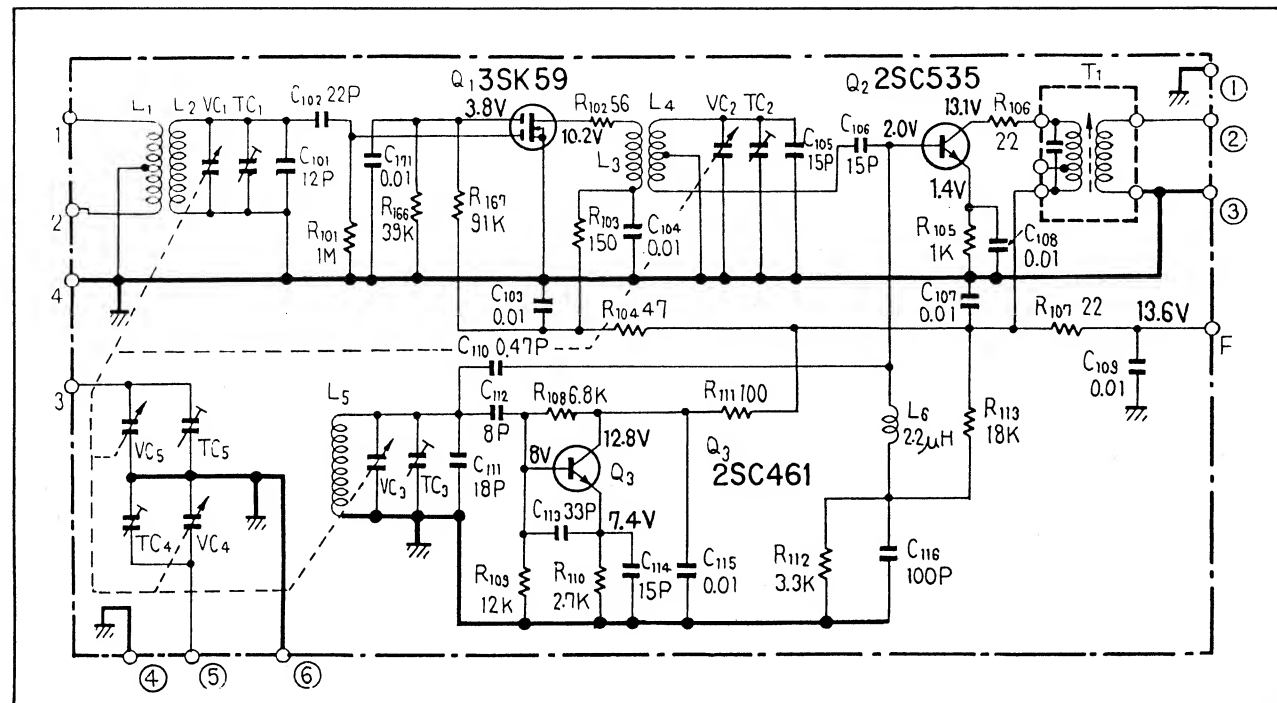 Q₁ 3SK59
Q₂ 2SC535
T₁
①
3.8V
10.2V
R₁₀₂ 56
13.1V
R₁₀₆
22
2.0V
1.4V
1
L₁
L₂
VC₁
TC₁
C₁₀₂ 22P
C₁₀₁
12P
C₁₇₁
0.01
R₁₆₆
39K
R₁₆₇
91K
R₁₀₁
1M
L₃
L₄
VC₂
TC₂
C₁₀₅
15P
C₁₀₆
15P
R₁₀₃
150
C₁₀₄
0.01
R₁₀₅
1K
C₁₀₈
0.01
②
③
2
4
C₁₀₃
0.01
R₁₀₄ 47
C₁₀₇
0.01
R₁₀₇ 22
13.6V
F
C₁₀₉
0.01
C₁₁₀ 0.47P
3
VC₅
TC₅
TC₄
VC₄
L₅
VC₃
TC₃
C₁₁₁
18P
C₁₁₂
8P
R₁₀₈ 6.8K
R₁₁₁ 100
12.8V
8V
Q₃
Q₃
2SC461
7.4V
C₁₁₃ 33P
R₁₀₉
12K
R₁₁₀
2.7K
C₁₁₄
15P
C₁₁₅
0.01
L₆
2.2μH
R₁₁₃
18K
R₁₁₂
3.3K
C₁₁₆
100P
④
⑤
⑥